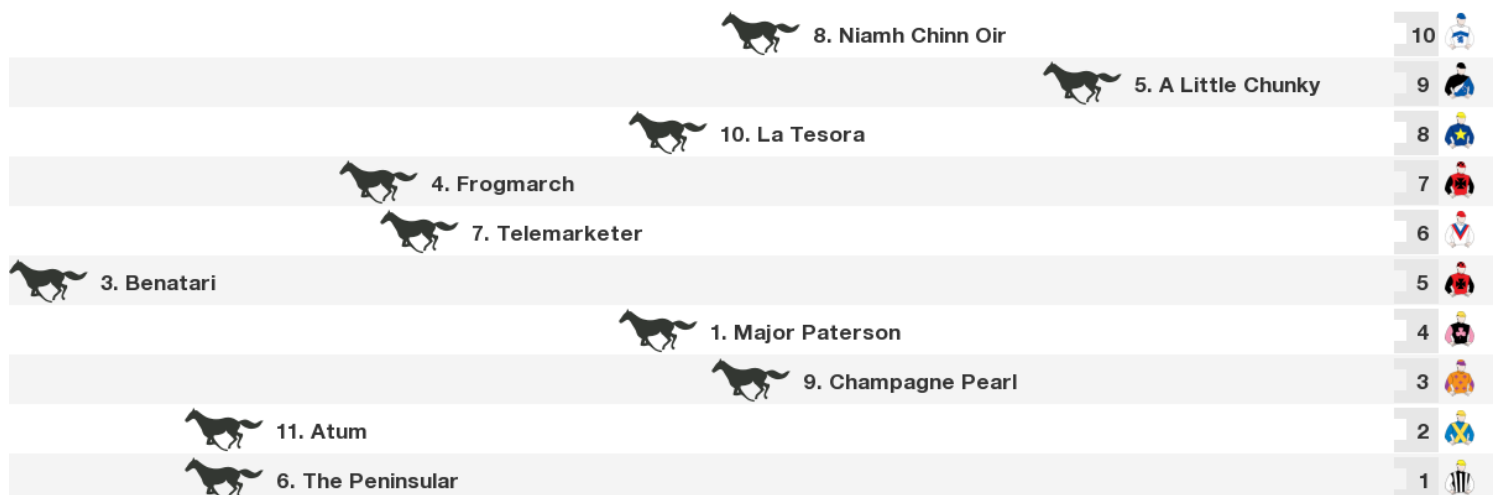 8. Niamh Chinn Oir 10
5. A Little Chunky 9
10. La Tesora 8
4. Frogmarch 7
7. Telemarketer 6
3. Benatari 5
1. Major Paterson 4
9. Champagne Pearl 3
11. Atum 2
6. The Peninsular 1